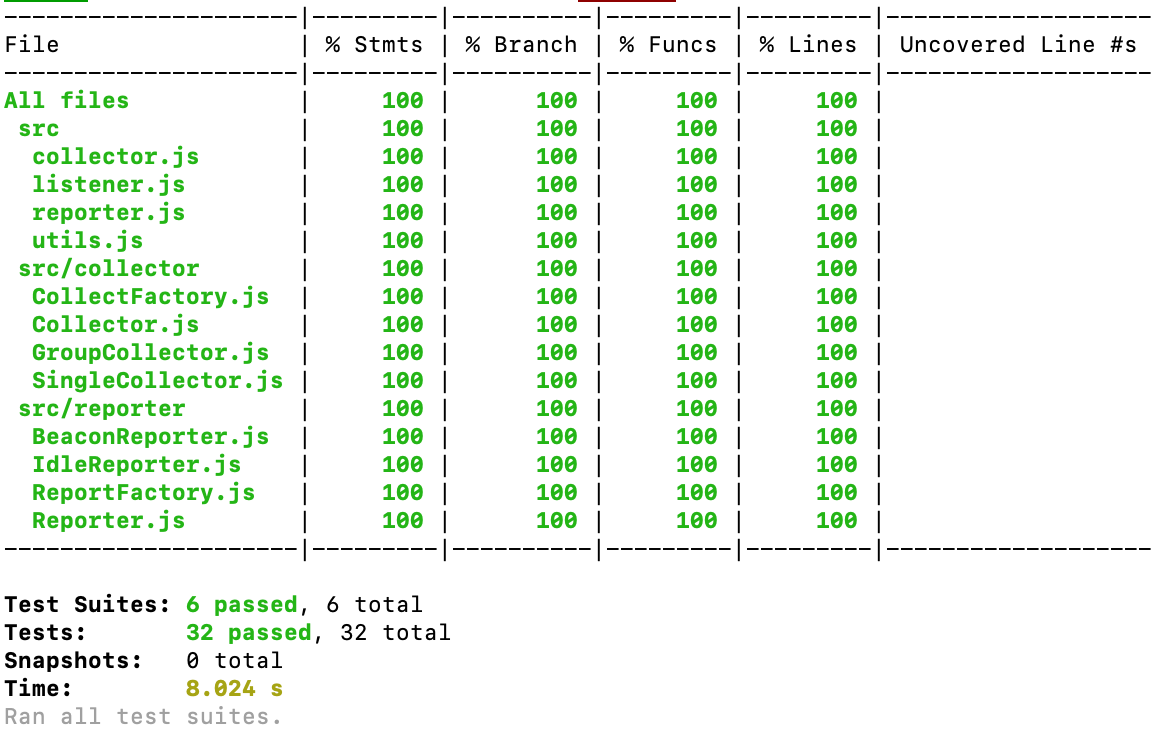 ---------------------|---------|----------|---------|---------|-------------------
File                 | % Stmts | % Branch | % Funcs | % Lines | Uncovered Line #s
---------------------|---------|----------|---------|---------|-------------------
All files            |     100 |      100 |     100 |     100 |
 src                 |     100 |      100 |     100 |     100 |
  collector.js       |     100 |      100 |     100 |     100 |
  listener.js        |     100 |      100 |     100 |     100 |
  reporter.js        |     100 |      100 |     100 |     100 |
  utils.js           |     100 |      100 |     100 |     100 |
 src/collector       |     100 |      100 |     100 |     100 |
  CollectFactory.js  |     100 |      100 |     100 |     100 |
  Collector.js       |     100 |      100 |     100 |     100 |
  GroupCollector.js  |     100 |      100 |     100 |     100 |
  SingleCollector.js |     100 |      100 |     100 |     100 |
 src/reporter        |     100 |      100 |     100 |     100 |
  BeaconReporter.js  |     100 |      100 |     100 |     100 |
  IdleReporter.js    |     100 |      100 |     100 |     100 |
  ReportFactory.js   |     100 |      100 |     100 |     100 |
  Reporter.js        |     100 |      100 |     100 |     100 |
---------------------|---------|----------|---------|---------|-------------------
Test Suites: 6 passed, 6 total
Tests:       32 passed, 32 total
Snapshots:   0 total
Time:        8.024 s
Ran all test suites.